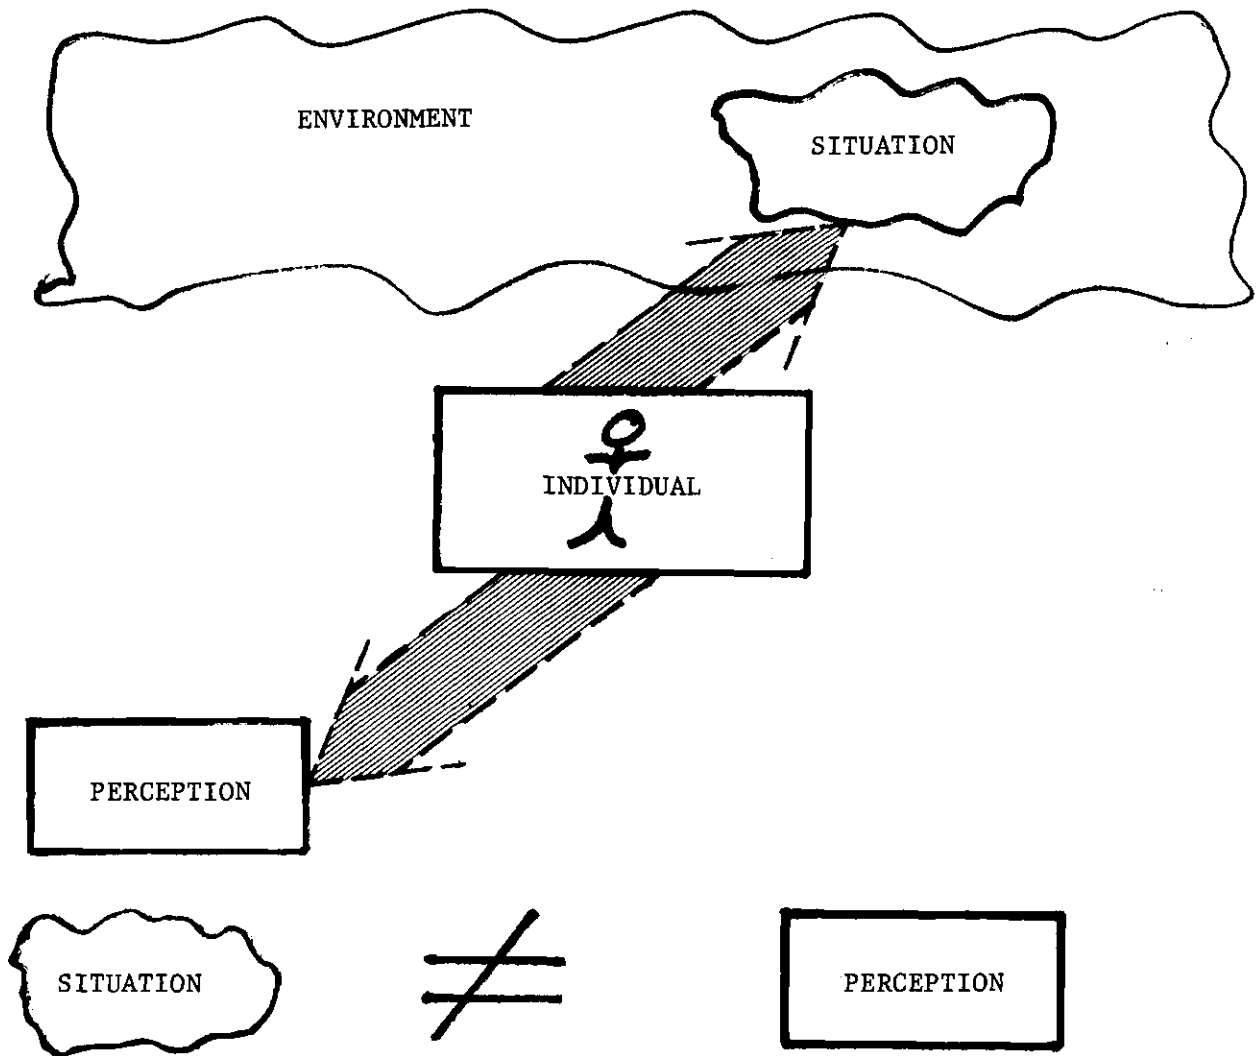 ENVIRONMENT
SITUATION
INDIVIDUAL
PERCEPTION
SITUATION ≠ PERCEPTION